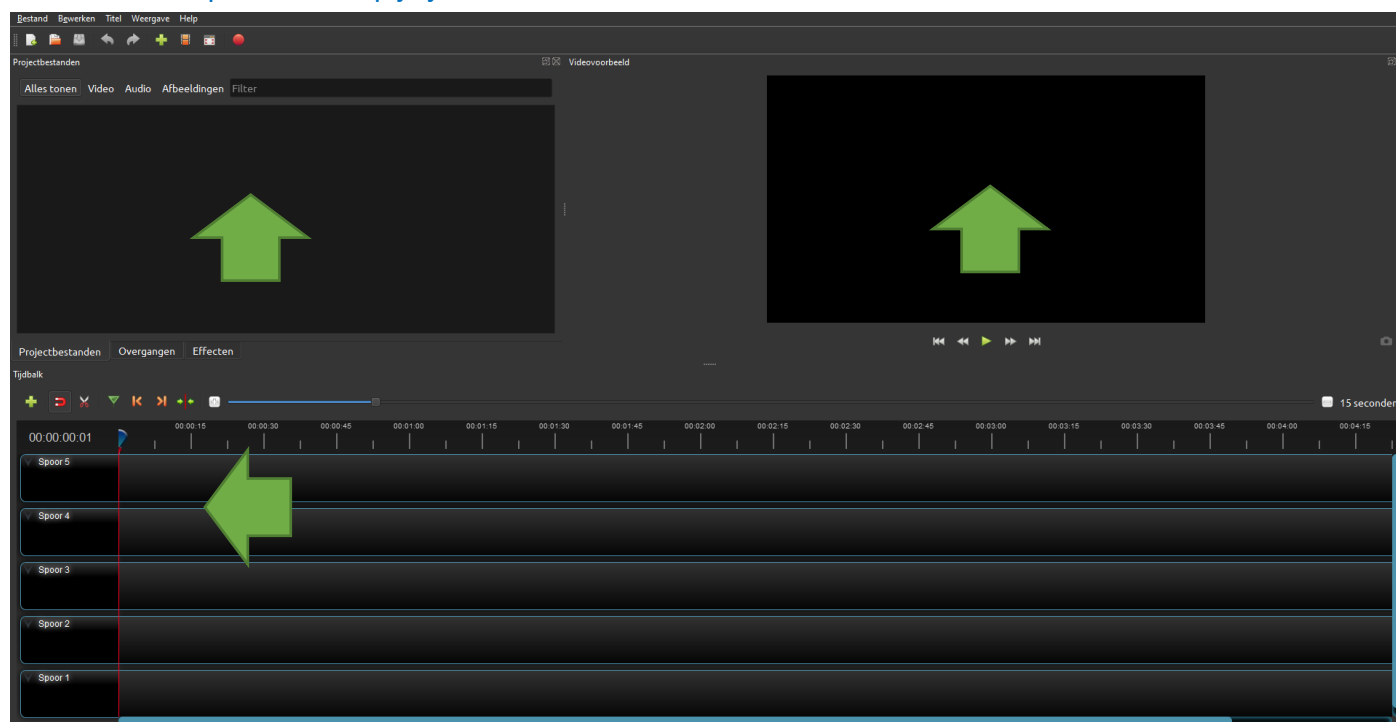 Bestand Bewerken Titel Weergave Help
Projectbestanden
Videovoorbeeld
Alles tonen Video Audio Afbeeldingen Filter
Projectbestanden Overgangen Effecten
Tijdbalk
15 seconden
00:00:00:01
00:00:15 00:00:30 00:00:45 00:01:00 00:01:15 00:01:30 00:01:45 00:02:00 00:02:15 00:02:30 00:02:45 00:03:00 00:03:15 00:03:30 00:03:45 00:04:00 00:04:15
Spoor 5
Spoor 4
Spoor 3
Spoor 2
Spoor 1